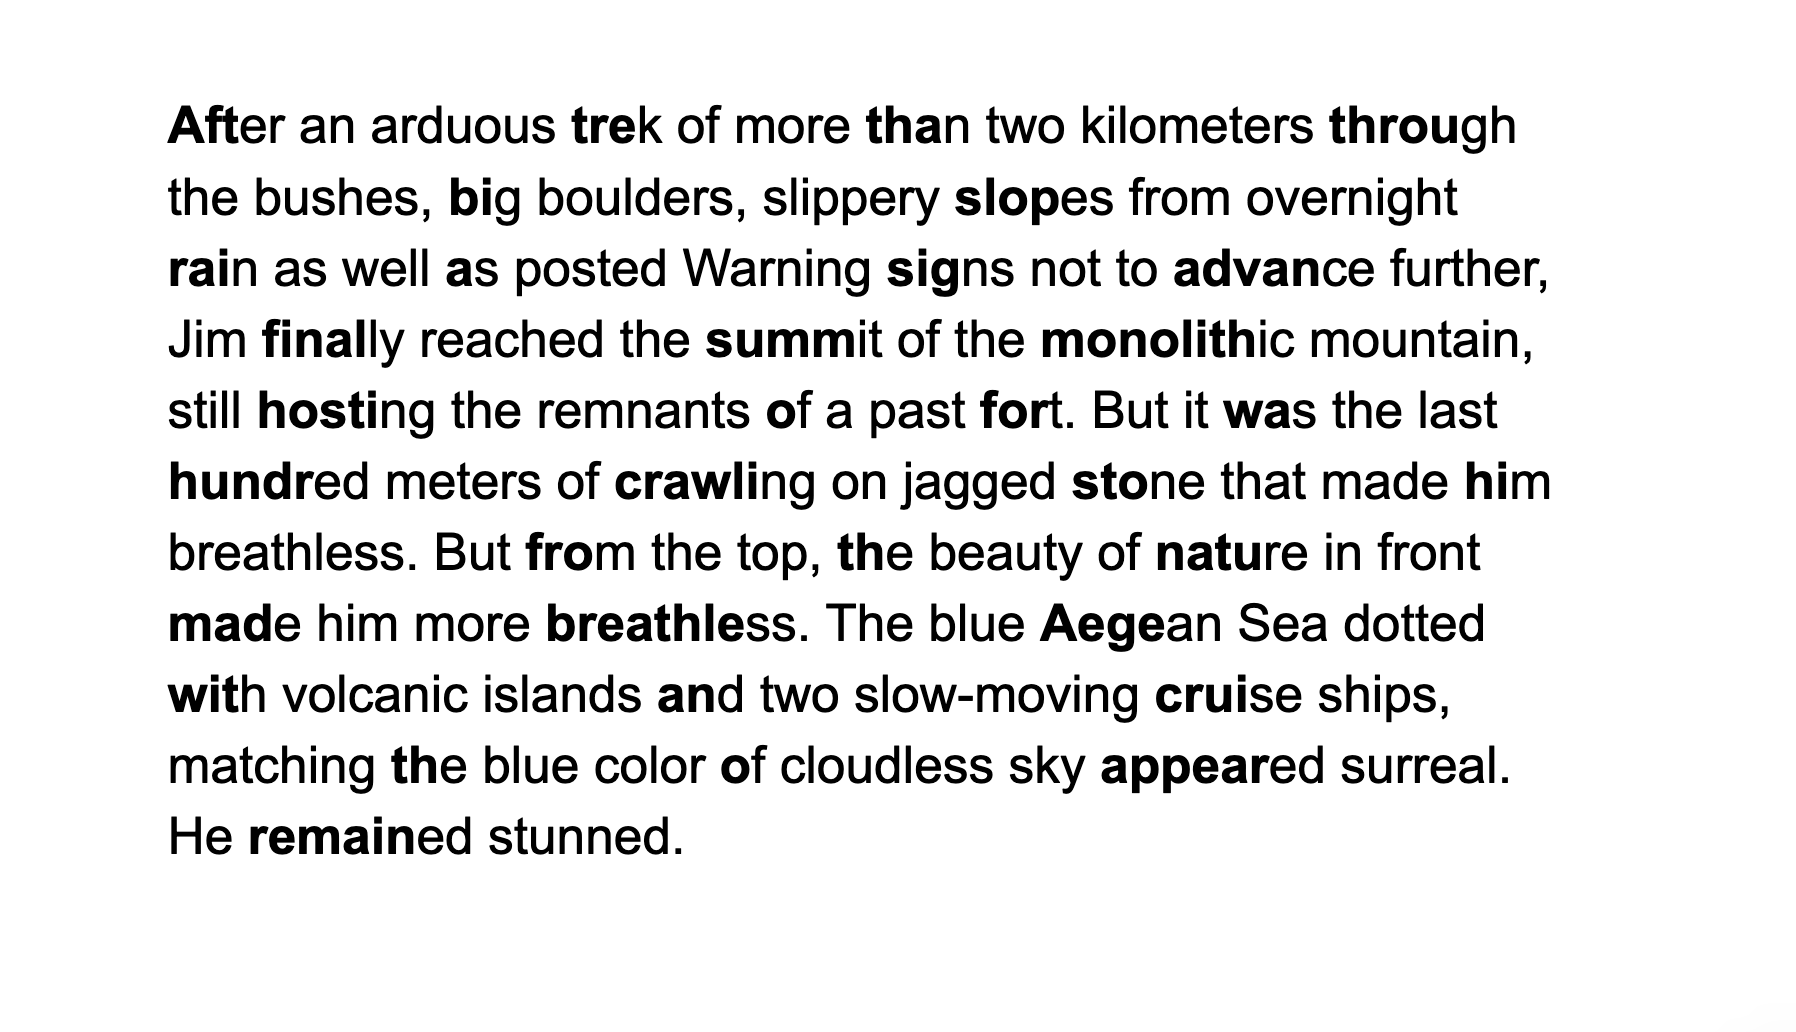 After an arduous trek of more than two kilometers through
the bushes, big boulders, slippery slopes from overnight
rain as well as posted Warning signs not to advance further,
Jim finally reached the summit of the monolithic mountain,
still hosting the remnants of a past fort. But it was the last
hundred meters of crawling on jagged stone that made him
breathless. But from the top, the beauty of nature in front
made him more breathless. The blue Aegean Sea dotted
with volcanic islands and two slow-moving cruise ships,
matching the blue color of cloudless sky appeared surreal.
He remained stunned.